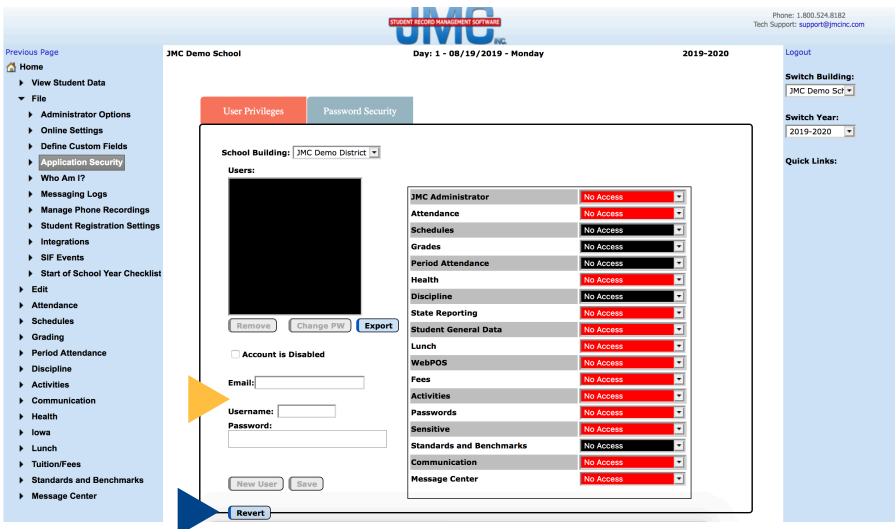 STUDENT RECORD MANAGEMENT SOFTWARE
JMC INC.
Phone: 1.800.524.8182
Tech Support: support@jmcinc.com
Previous Page
JMC Demo School
Day: 1 - 08/19/2019 - Monday
2019-2020
Logout
Home
View Student Data
File
Administrator Options
Online Settings
Define Custom Fields
Application Security
Who Am I?
Messaging Logs
Manage Phone Recordings
Student Registration Settings
Integrations
SIF Events
Start of School Year Checklist
Edit
Attendance
Schedules
Grading
Period Attendance
Discipline
Activities
Communication
Health
Iowa
Lunch
Tuition/Fees
Standards and Benchmarks
Message Center
User Privileges
Password Security
School Building: JMC Demo District
Users:
Remove
Change PW
Export
Account is Disabled
Email:
Username:
Password:
New User
Save
Revert
JMC Administrator No Access
Attendance No Access
Schedules No Access
Grades No Access
Period Attendance No Access
Health No Access
Discipline No Access
State Reporting No Access
Student General Data No Access
Lunch No Access
WebPOS No Access
Fees No Access
Activities No Access
Passwords No Access
Sensitive No Access
Standards and Benchmarks No Access
Communication No Access
Message Center No Access
Switch Building:
JMC Demo Sch
Switch Year:
2019-2020
Quick Links: